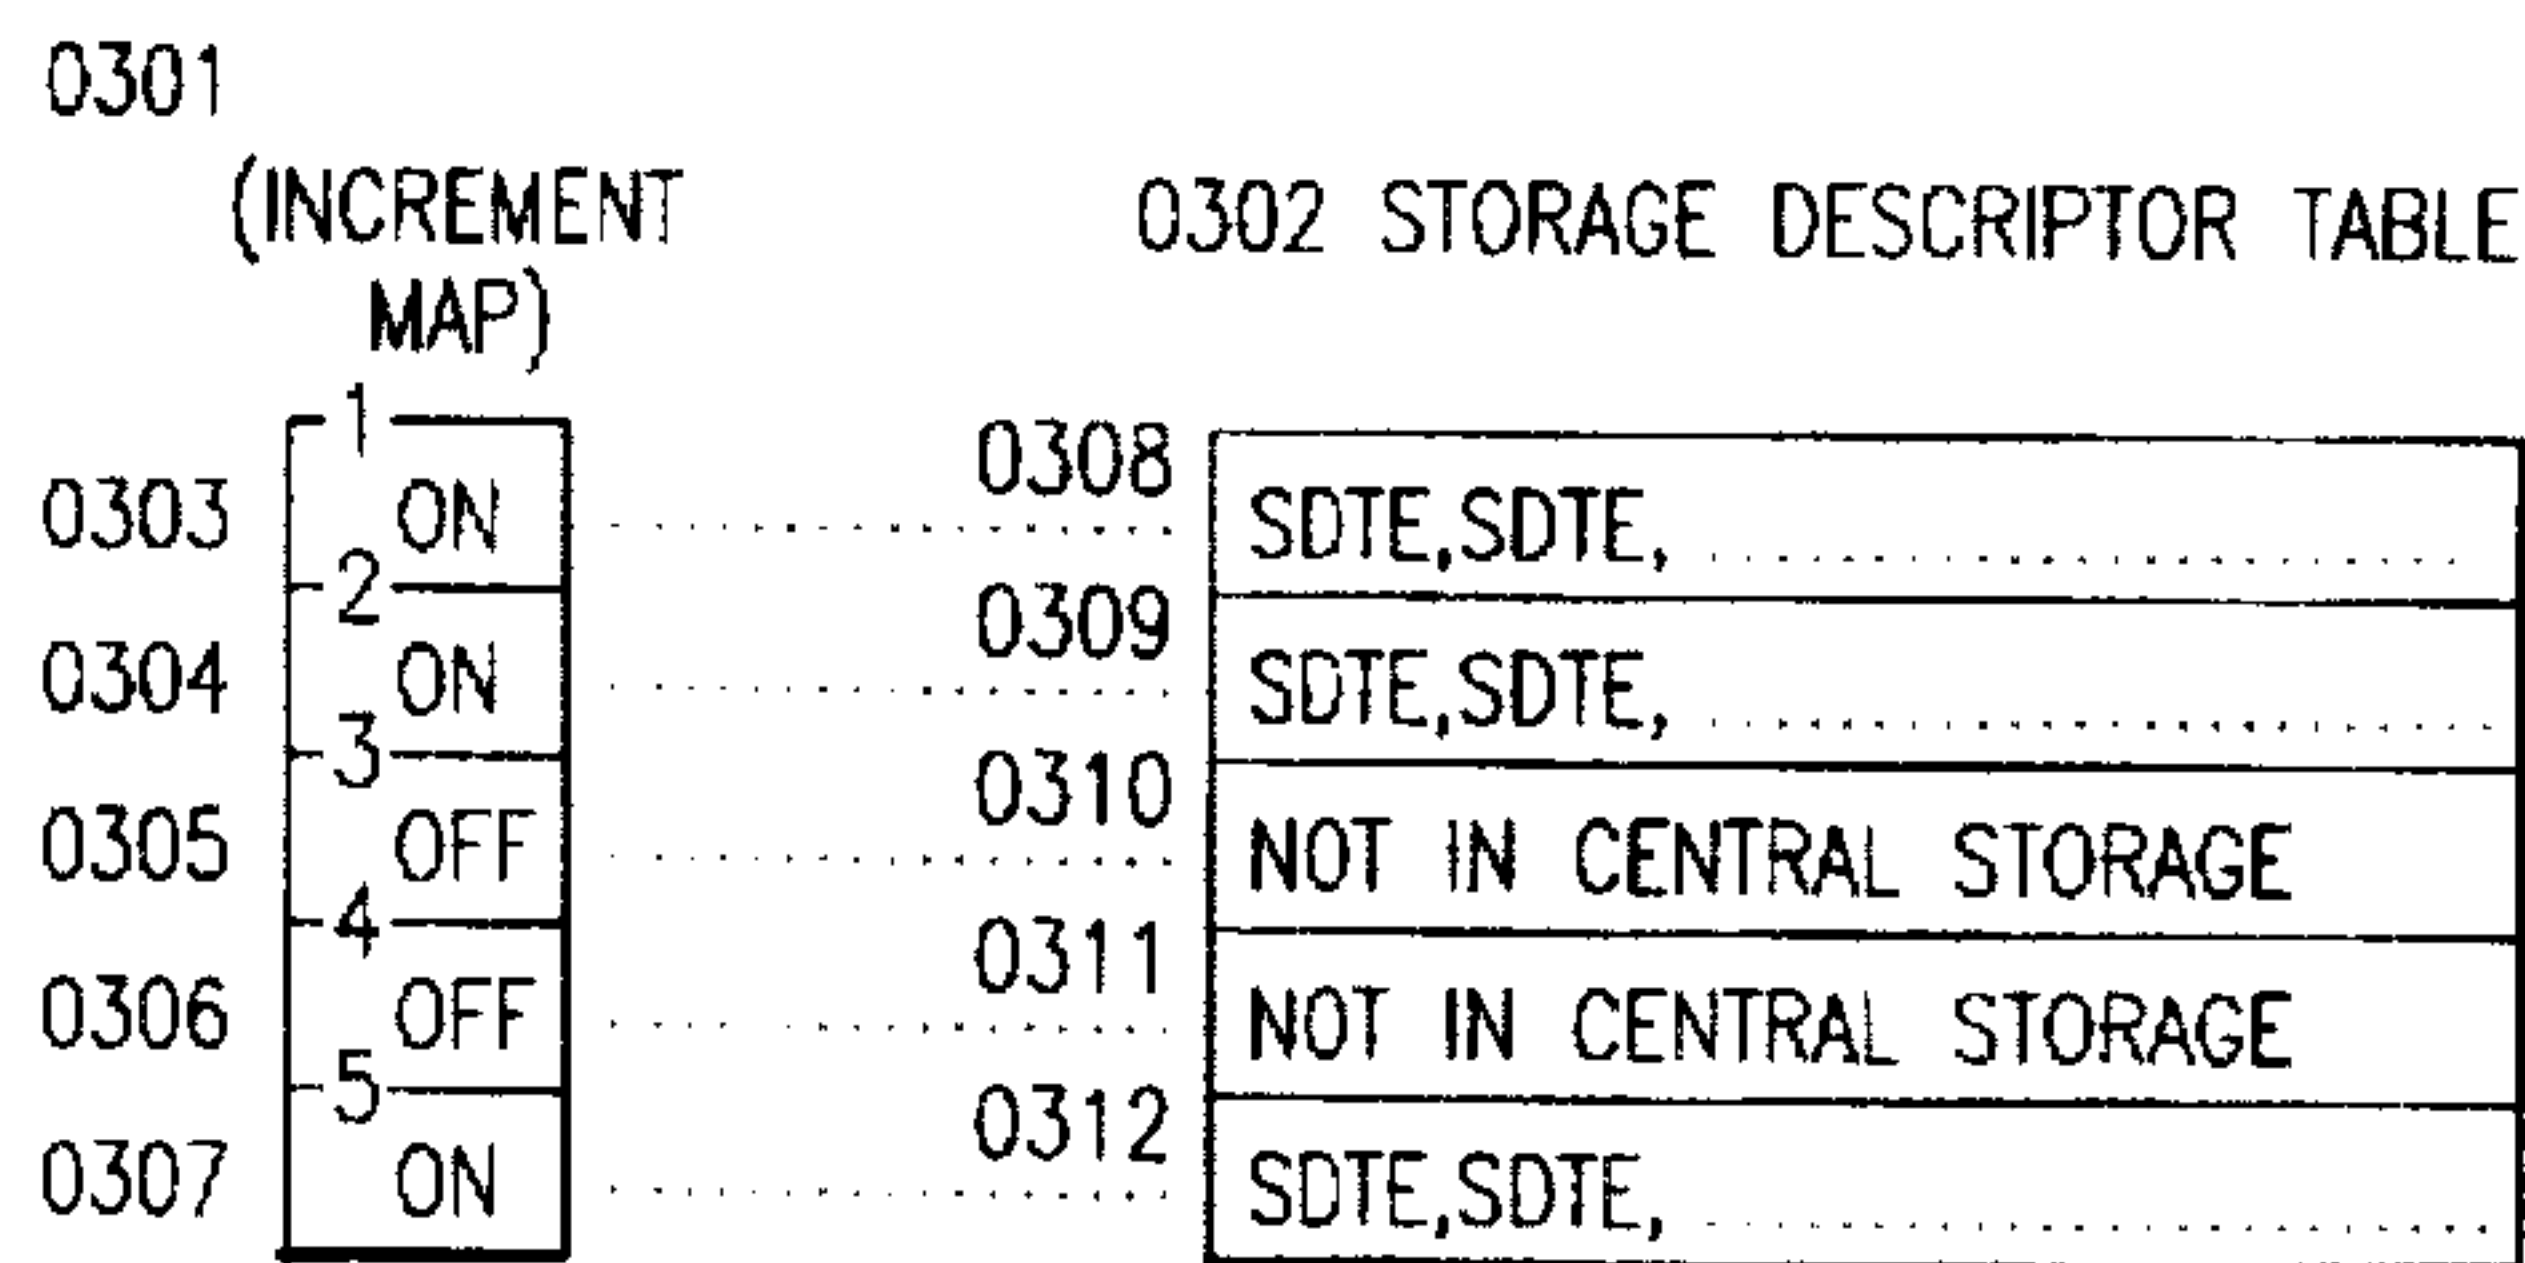 0301
(INCREMENT
MAP)
0302 STORAGE DESCRIPTOR TABLE
1
0303 ON 0308 SDTE,SDTE, ....................
2
0304 ON 0309 SDTE,SDTE, ....................
3
0305 OFF 0310 NOT IN CENTRAL STORAGE
4
0306 OFF 0311 NOT IN CENTRAL STORAGE
5
0307 ON 0312 SDTE,SDTE, ....................